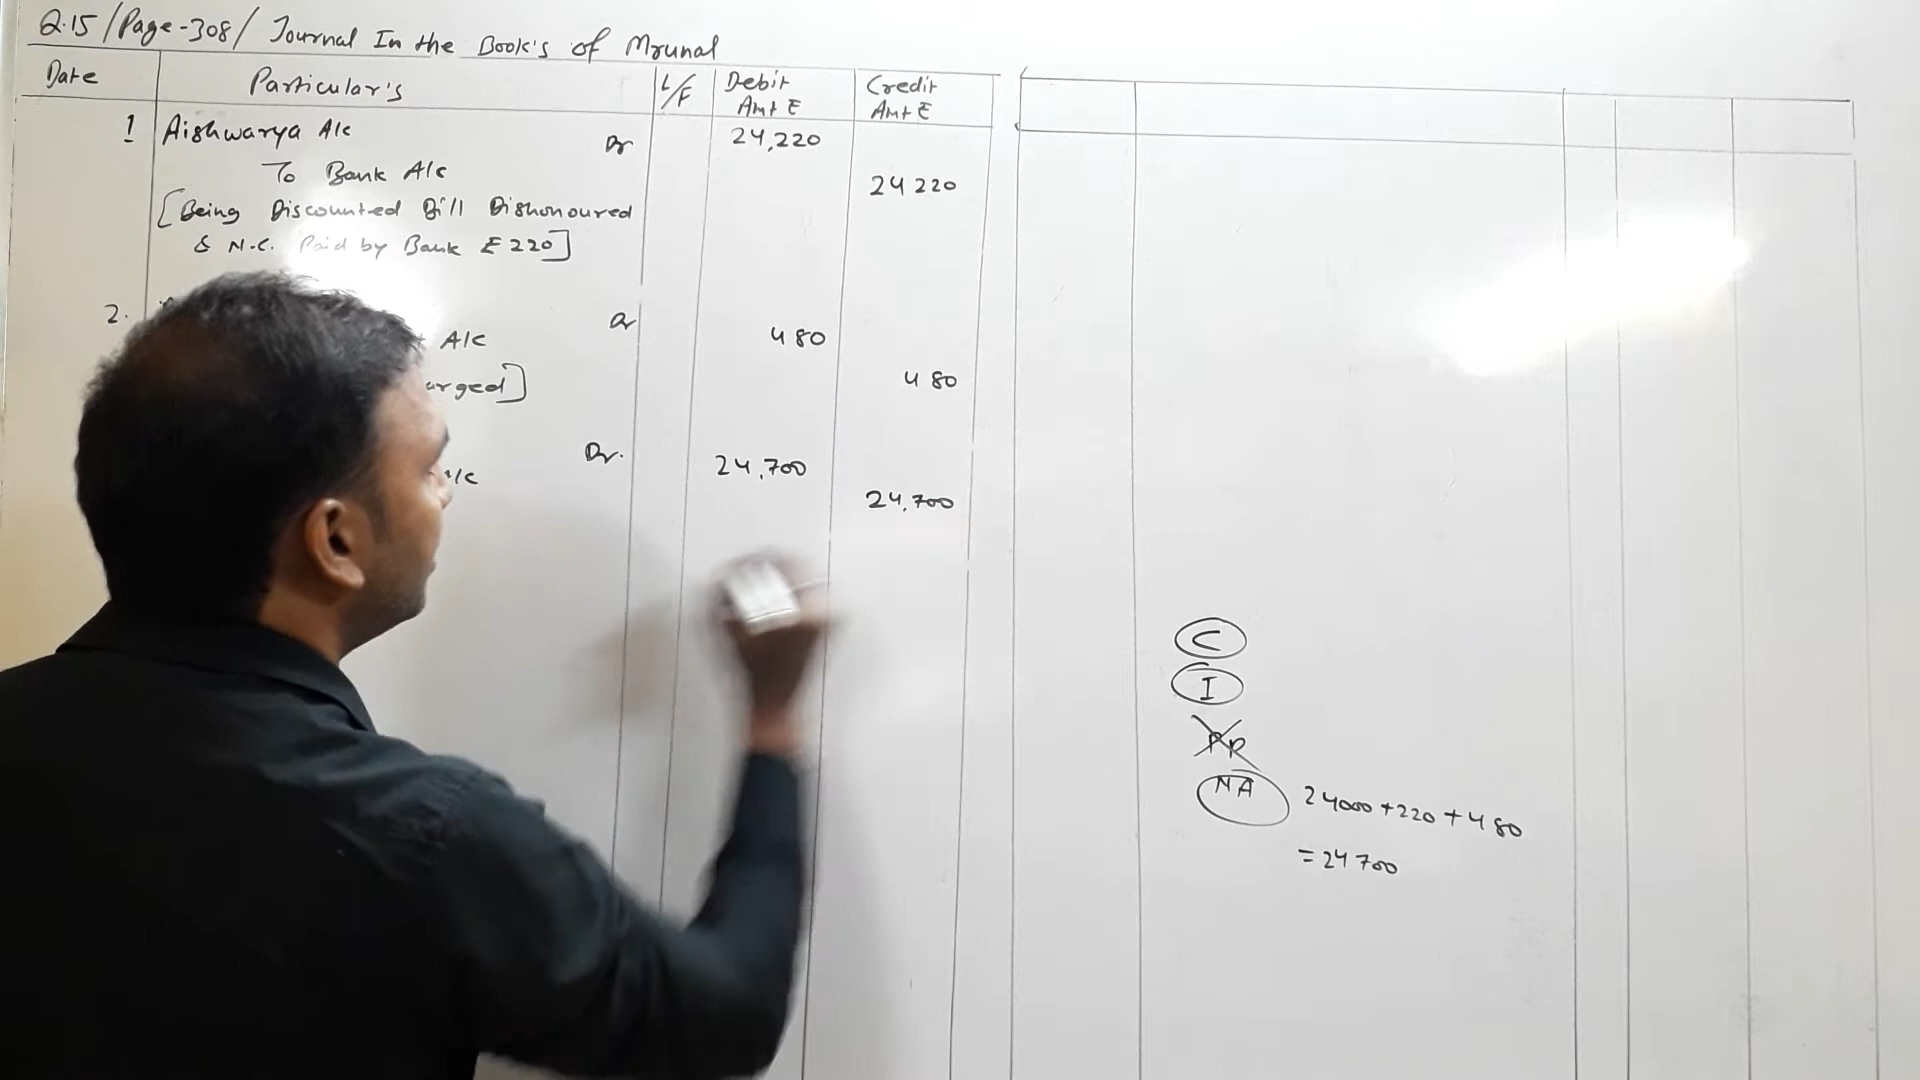 Q.15/Page-308/ Journal In the Book's of Mrunal
Date Particular's L/F Debit Amt ₹ Credit Amt ₹
1 Aishwarya A/c Dr 24,220
To Bank A/c 24 220
[Being Discounted Bill Dishonoured
& N.C. Paid by Bank ₹ 220]
2. Dr
A/c 480
480
arged]
Dr. 24,700
A/c 24,700
C
I
PR
NA 24000+220+480
=24700